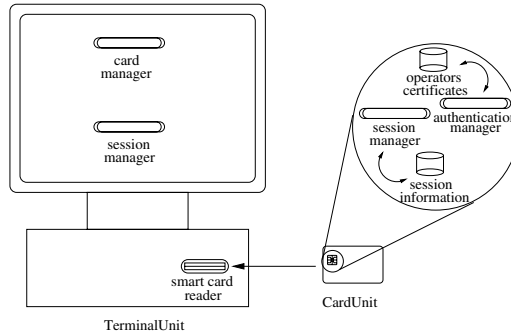 card
manager
session
manager
smart card
reader
TerminalUnit
operators
certificates
authentication
manager
session
manager
session
information
CardUnit